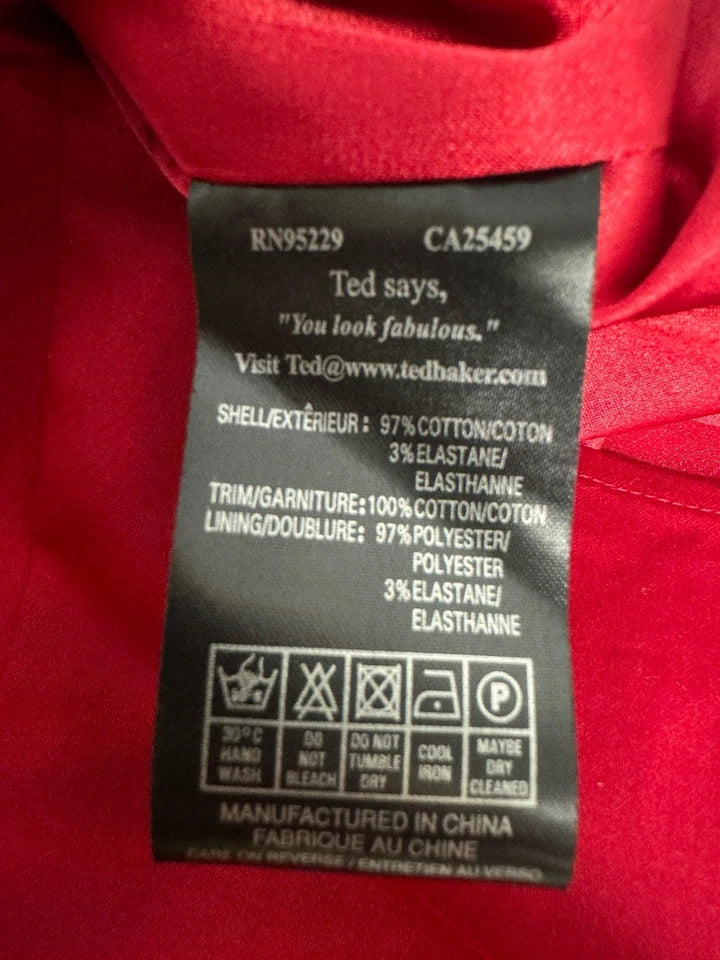 RN95229 CA25459
Ted says,
"You look fabulous."
Visit Ted@www.tedbaker.com
SHELL/EXTÊRIEUR: 97% COTTON/COTON
3% ELASTANE/
ELASTHANNE
TRIM/GARNITURE: 100% COTTON/COTON
LINING/DOUBLURE: 97% POLYESTER/
POLYESTER
3% ELASTANE/
ELASTHANNE
P
30°C HAND WASH
DO NOT BLEACH
DO NOT TUMBLE DRY
COOL IRON
MAYBE DRY CLEANED
MANUFACTURED IN CHINA
FABRIQUE AU CHINE
CARE ON REVERSE / ENTRETIEN AU VERSO